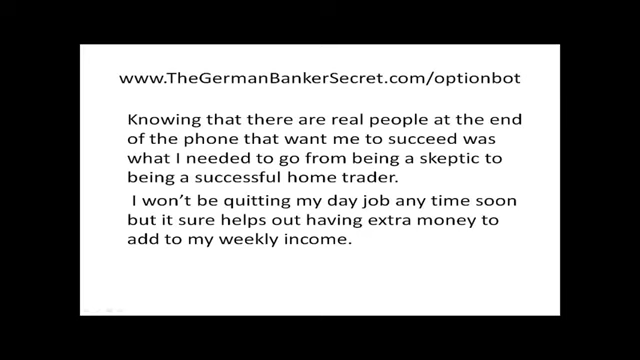 www.TheGermanBankerSecret.com/optionbot
Knowing that there are real people at the end
of the phone that want me to succeed was
what I needed to go from being a skeptic to
being a successful home trader.
I won't be quitting my day job any time soon
but it sure helps out having extra money to
add to my weekly income.